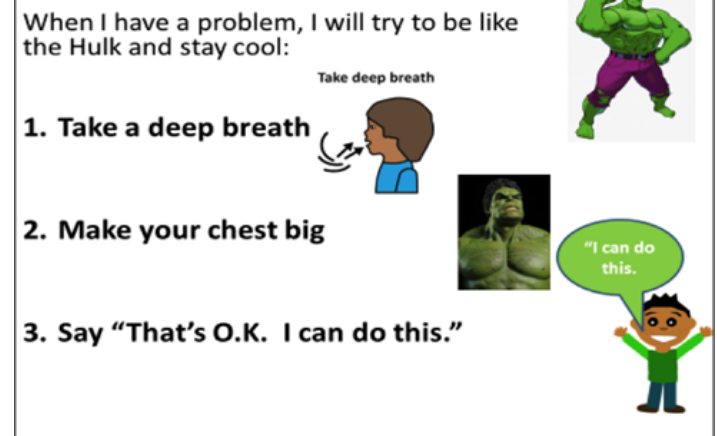 When I have a problem, I will try to be like
the Hulk and stay cool:
Take deep breath
1. Take a deep breath
2. Make your chest big
“I can do
this.
3. Say “That’s O.K.  I can do this.”